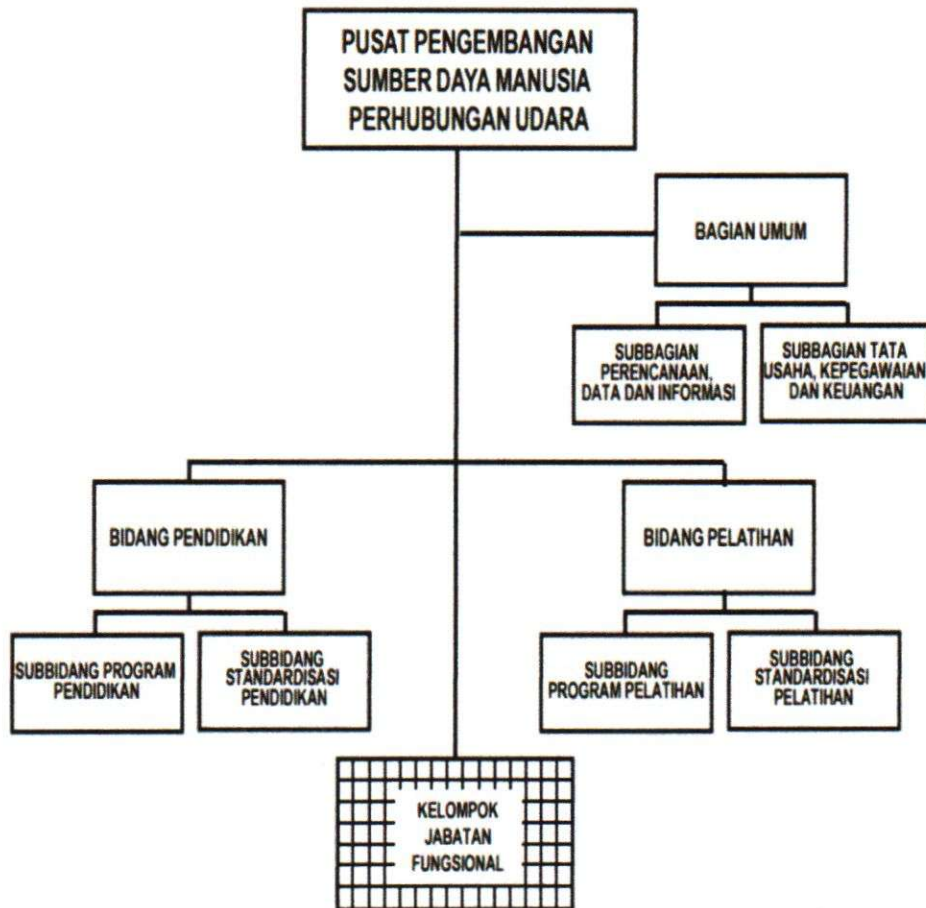 PUSAT PENGEMBANGAN
SUMBER DAYA MANUSIA
PERHUBUNGAN UDARA
BAGIAN UMUM
SUBBAGIAN
PERENCANAAN,
DATA DAN INFORMASI
SUBBAGIAN TATA
USAHA, KEPEGAWAIAN
DAN KEUANGAN
BIDANG PENDIDIKAN
BIDANG PELATIHAN
SUBBIDANG PROGRAM
PENDIDIKAN
SUBBIDANG
STANDARDISASI
PENDIDIKAN
SUBBIDANG
PROGRAM PELATIHAN
SUBBIDANG
STANDARDISASI
PELATIHAN
KELOMPOK
JABATAN
FUNGSIONAL